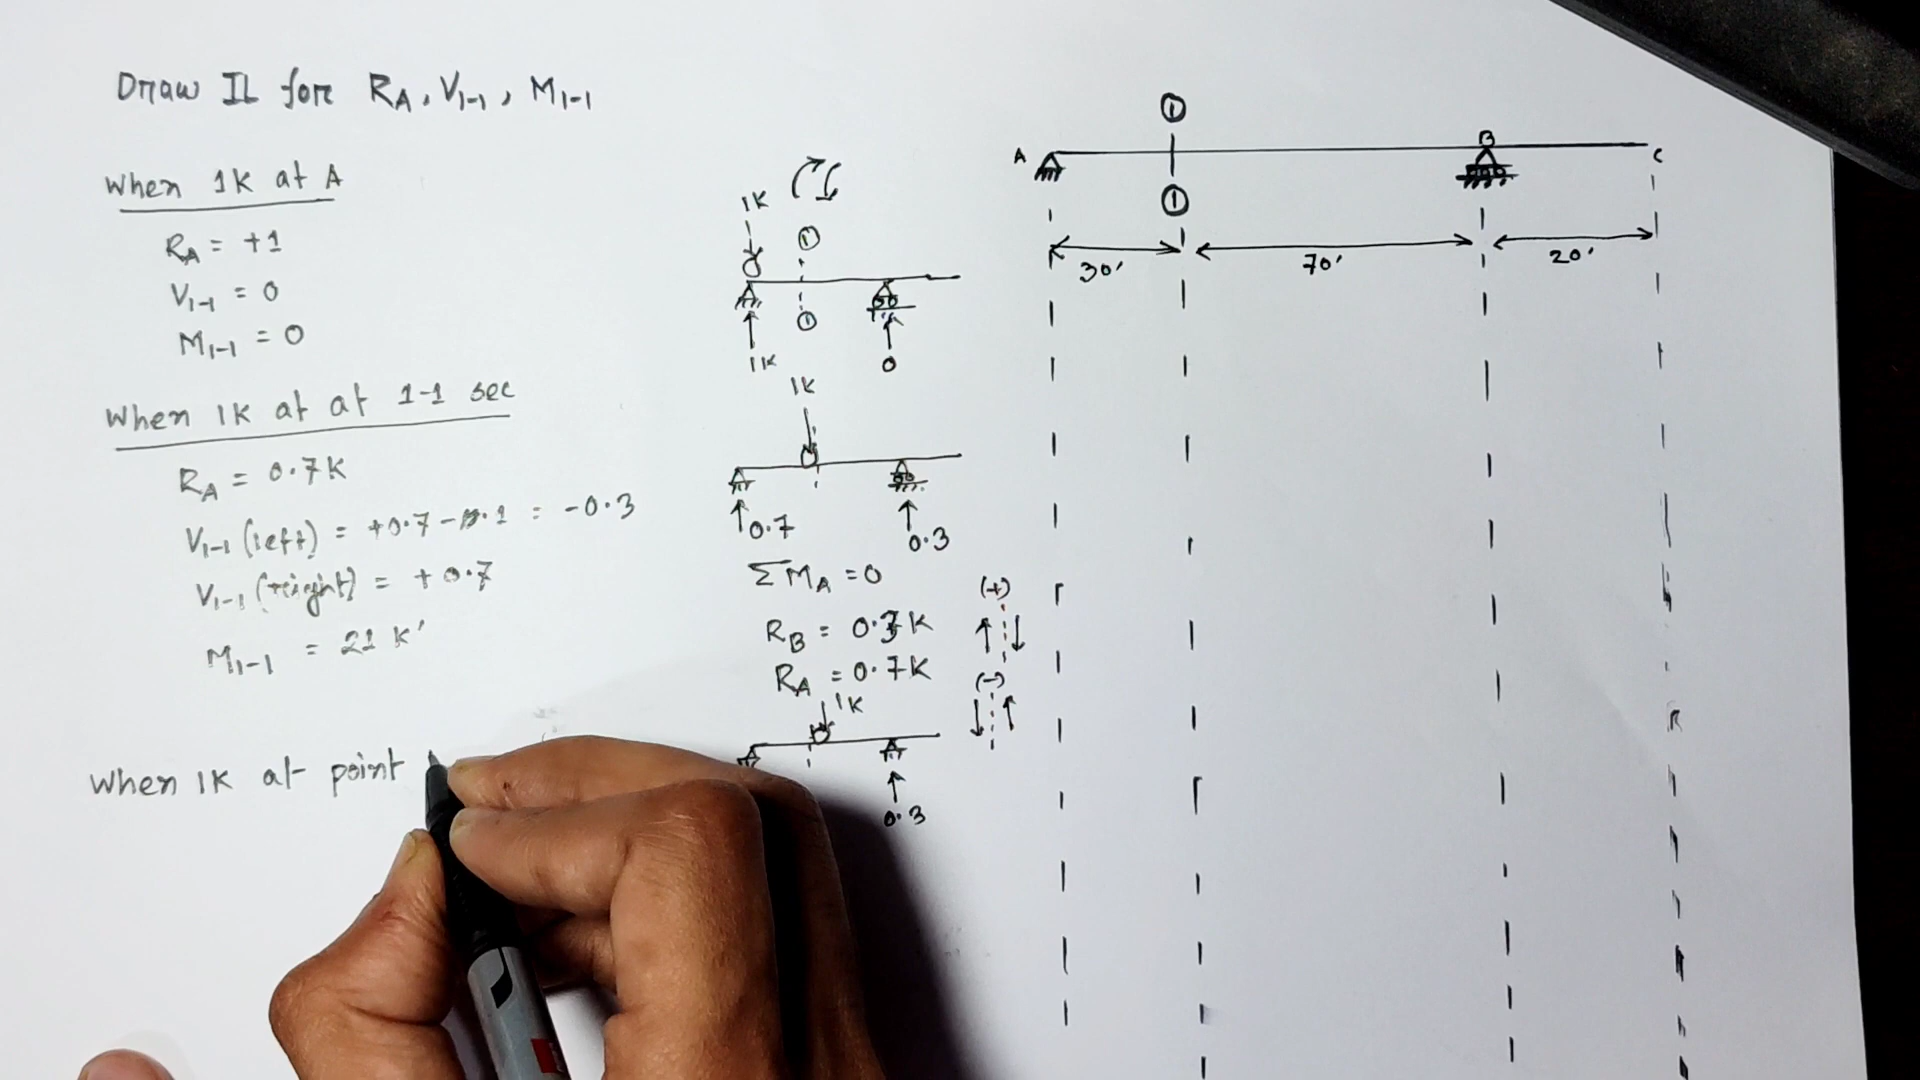 Draw IL for RA, V1-1, M1-1
When 1K at A
RA = +1
V1-1 = 0
M1-1 = 0
When 1K at at 1-1 sec
RA = 0.7K
V1-1 (left) = +0.7 - 0.1 = -0.3
V1-1 (right) = +0.7
M1-1 = 21 K'
When 1K at point
1K
1
1
1K
0
1K
0.7
0.3
ΣMA = 0
RB = 0.3K
RA = 0.7K
(+)
(-)
1K
0.3
1
A
B
C
1
30'
70'
20'